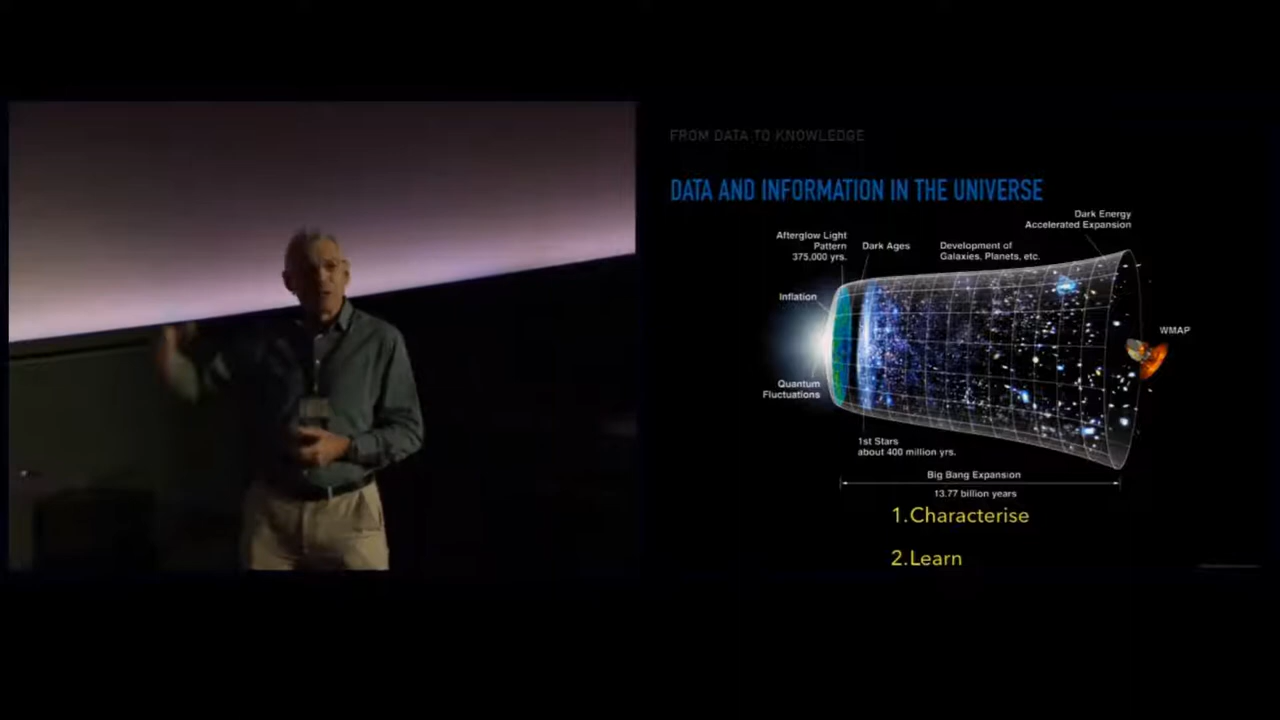 FROM DATA TO KNOWLEDGE
DATA AND INFORMATION IN THE UNIVERSE
Dark Energy
Accelerated Expansion
Afterglow Light
Pattern
375,000 yrs.
Dark Ages
Development of
Galaxies, Planets, etc.
Inflation
WMAP
Quantum
Fluctuations
1st Stars
about 400 million yrs.
Big Bang Expansion
13.77 billion years
1.Characterise
2.Learn